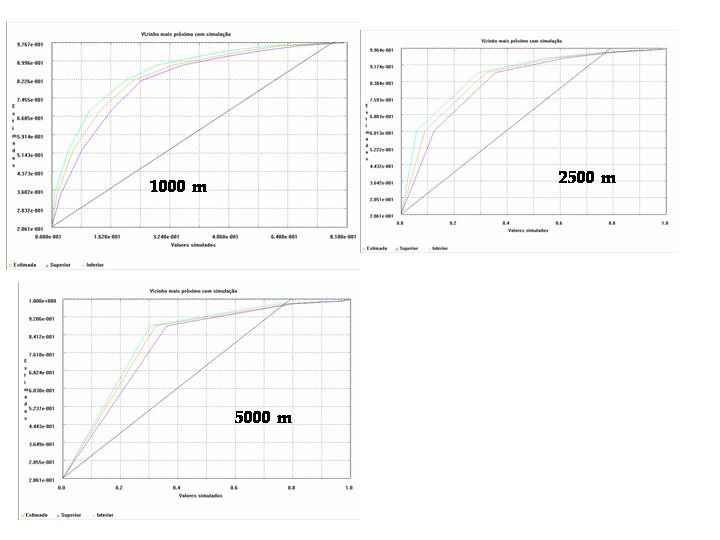 Vizinho mais próximo com simulação
9.767e-001
8.996e-001
8.226e-001
7.455e-001
6.685e-001
5.914e-001
5.143e-001
4.373e-001
3.602e-001
2.832e-001
2.061e-001
Estimados
1000 m
0.000e-001 1.620e-001 3.240e-001 4.860e-001 6.480e-001 8.100e-001
Valores simulados
Estimada Superior Inferior
Vizinho mais próximo com simulação
9.964e-001
9.174e-001
8.384e-001
7.593e-001
6.803e-001
6.013e-001
5.222e-001
4.432e-001
3.642e-001
2.851e-001
2.061e-001
Estimados
2500 m
0.0 0.2 0.4 0.6 0.8 1.0
Valores simulados
Estimada Superior Inferior
Vizinho mais próximo com simulação
1.000e+000
9.206e-001
8.412e-001
7.618e-001
6.824e-001
6.030e-001
5.237e-001
4.443e-001
3.649e-001
2.855e-001
2.061e-001
Estimados
5000 m
0.0 0.2 0.4 0.6 0.8 1.0
Valores simulados
Estimada Superior Inferior